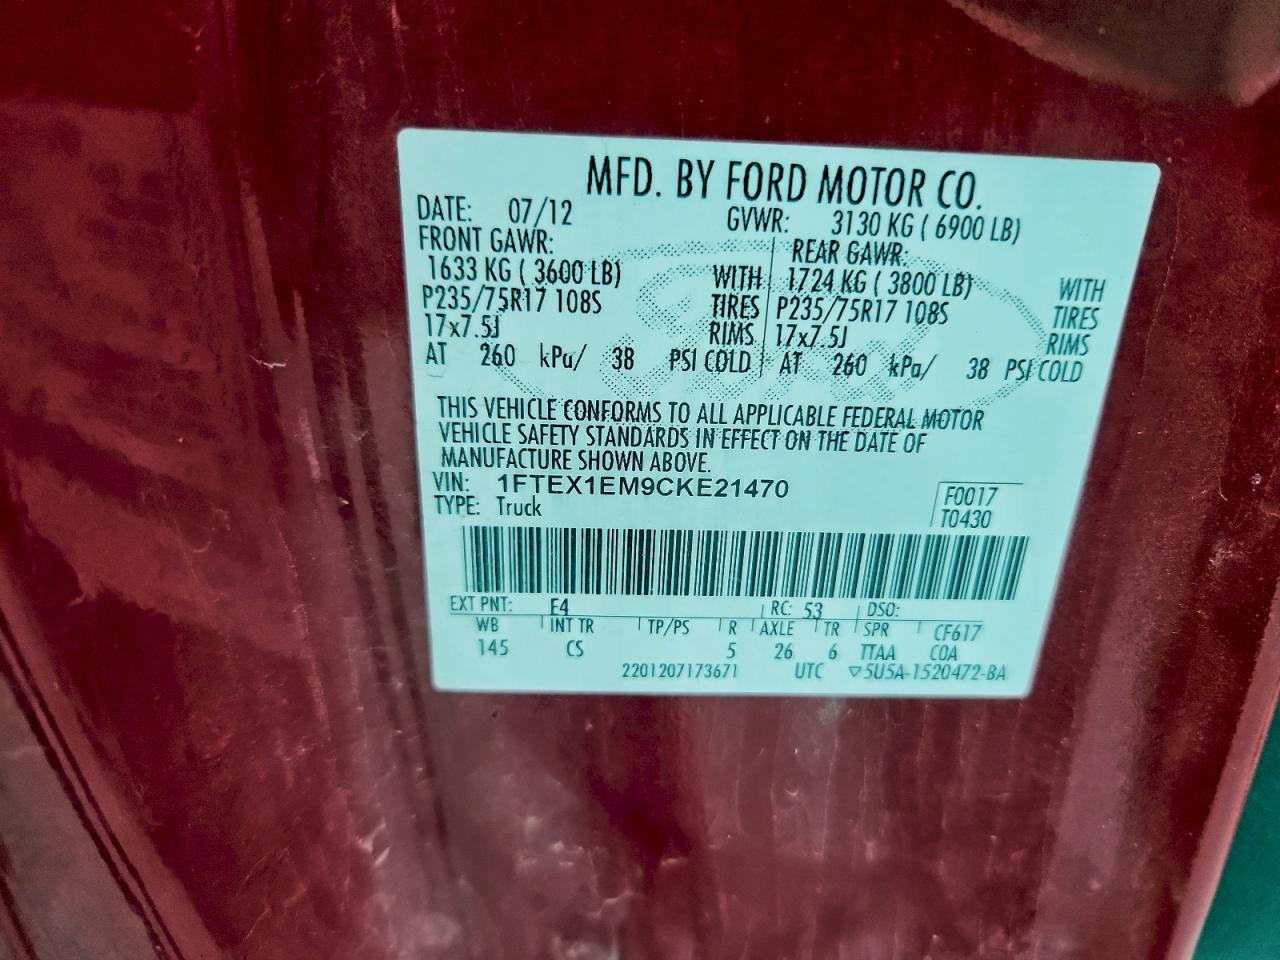 MFD. BY FORD MOTOR CO.
DATE: 07/12 GVWR: 3130 KG ( 6900 LB)
FRONT GAWR: REAR GAWR:
1633 KG ( 3600 LB) WITH 1724 KG ( 3800 LB) WITH
P235/75R17 108S TIRES P235/75R17 108S TIRES
17x7.5J RIMS 17x7.5J RIMS
AT 260 kPa/ 38 PSI COLD AT 260 kPa/ 38 PSI COLD
THIS VEHICLE CONFORMS TO ALL APPLICABLE FEDERAL MOTOR
VEHICLE SAFETY STANDARDS IN EFFECT ON THE DATE OF
MANUFACTURE SHOWN ABOVE.
VIN: 1FTEX1EM9CKE21470 F0017
TYPE: Truck T0430
EXT PNT: E4 RC: 53 DSO:
WB INT TR TP/PS R AXLE TR SPR CF617
145 CS 5 26 6 TTAA COA
2201207173671 UTC ▽5U5A-1520472-BA